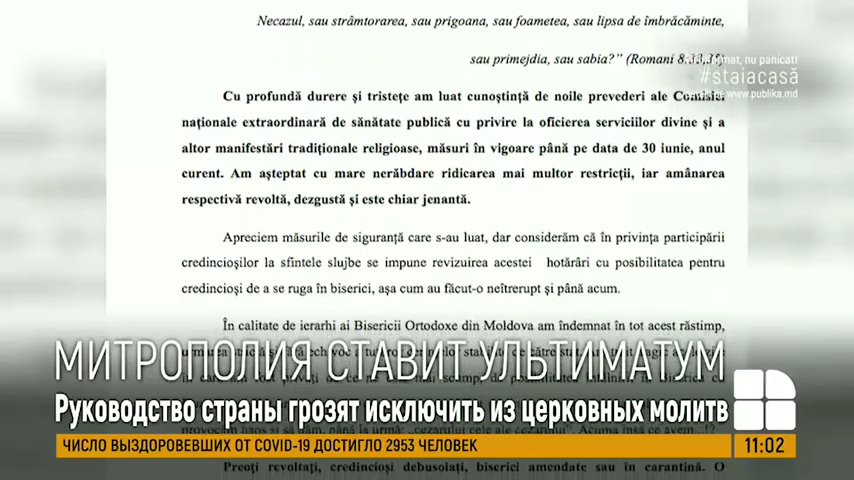 Necazul, sau strâmtorarea, sau prigoana, sau foametea, sau lipsa de îmbrăcăminte,
sau primejdia, sau sabia?" (Romani 8:33,35)
nu panicați
#staiacasă
www.publika.md
Cu profundă durere și tristețe am luat cunoștință de noile prevederi ale Comisiei
naționale extraordinară de sănătate publică cu privire la oficierea serviciilor divine și a
altor manifestări tradiționale religioase, măsuri în vigoare până pe data de 30 iunie, anul
curent. Am așteptat cu mare nerăbdare ridicarea mai multor restricții, iar amânarea
respectivă revoltă, dezgustă și este chiar jenantă.
Apreciem măsurile de siguranță care s-au luat, dar considerăm că în privința participării
credincioșilor la sfintele slujbe se impune revizuirea acestei hotărâri cu posibilitatea pentru
credincioși de a se ruga în biserici, așa cum au făcut-o neîtrerupt și până acum.
În calitate de ierarhi ai Bisericii Ortodoxe din Moldova am îndemnat în tot acest răstimp,
МИТРОПОЛИЯ СТАВИТ УЛЬТИМАТУМ
Руководство страны грозят исключить из церковных молитв
ЧИСЛО ВЫЗДОРОВЕВШИХ ОТ COVID-19 ДОСТИГЛО 2953 ЧЕЛОВЕК
11:02
Preoți revoltați, credincioși debusolați, biserici amendate sau în carantină. O